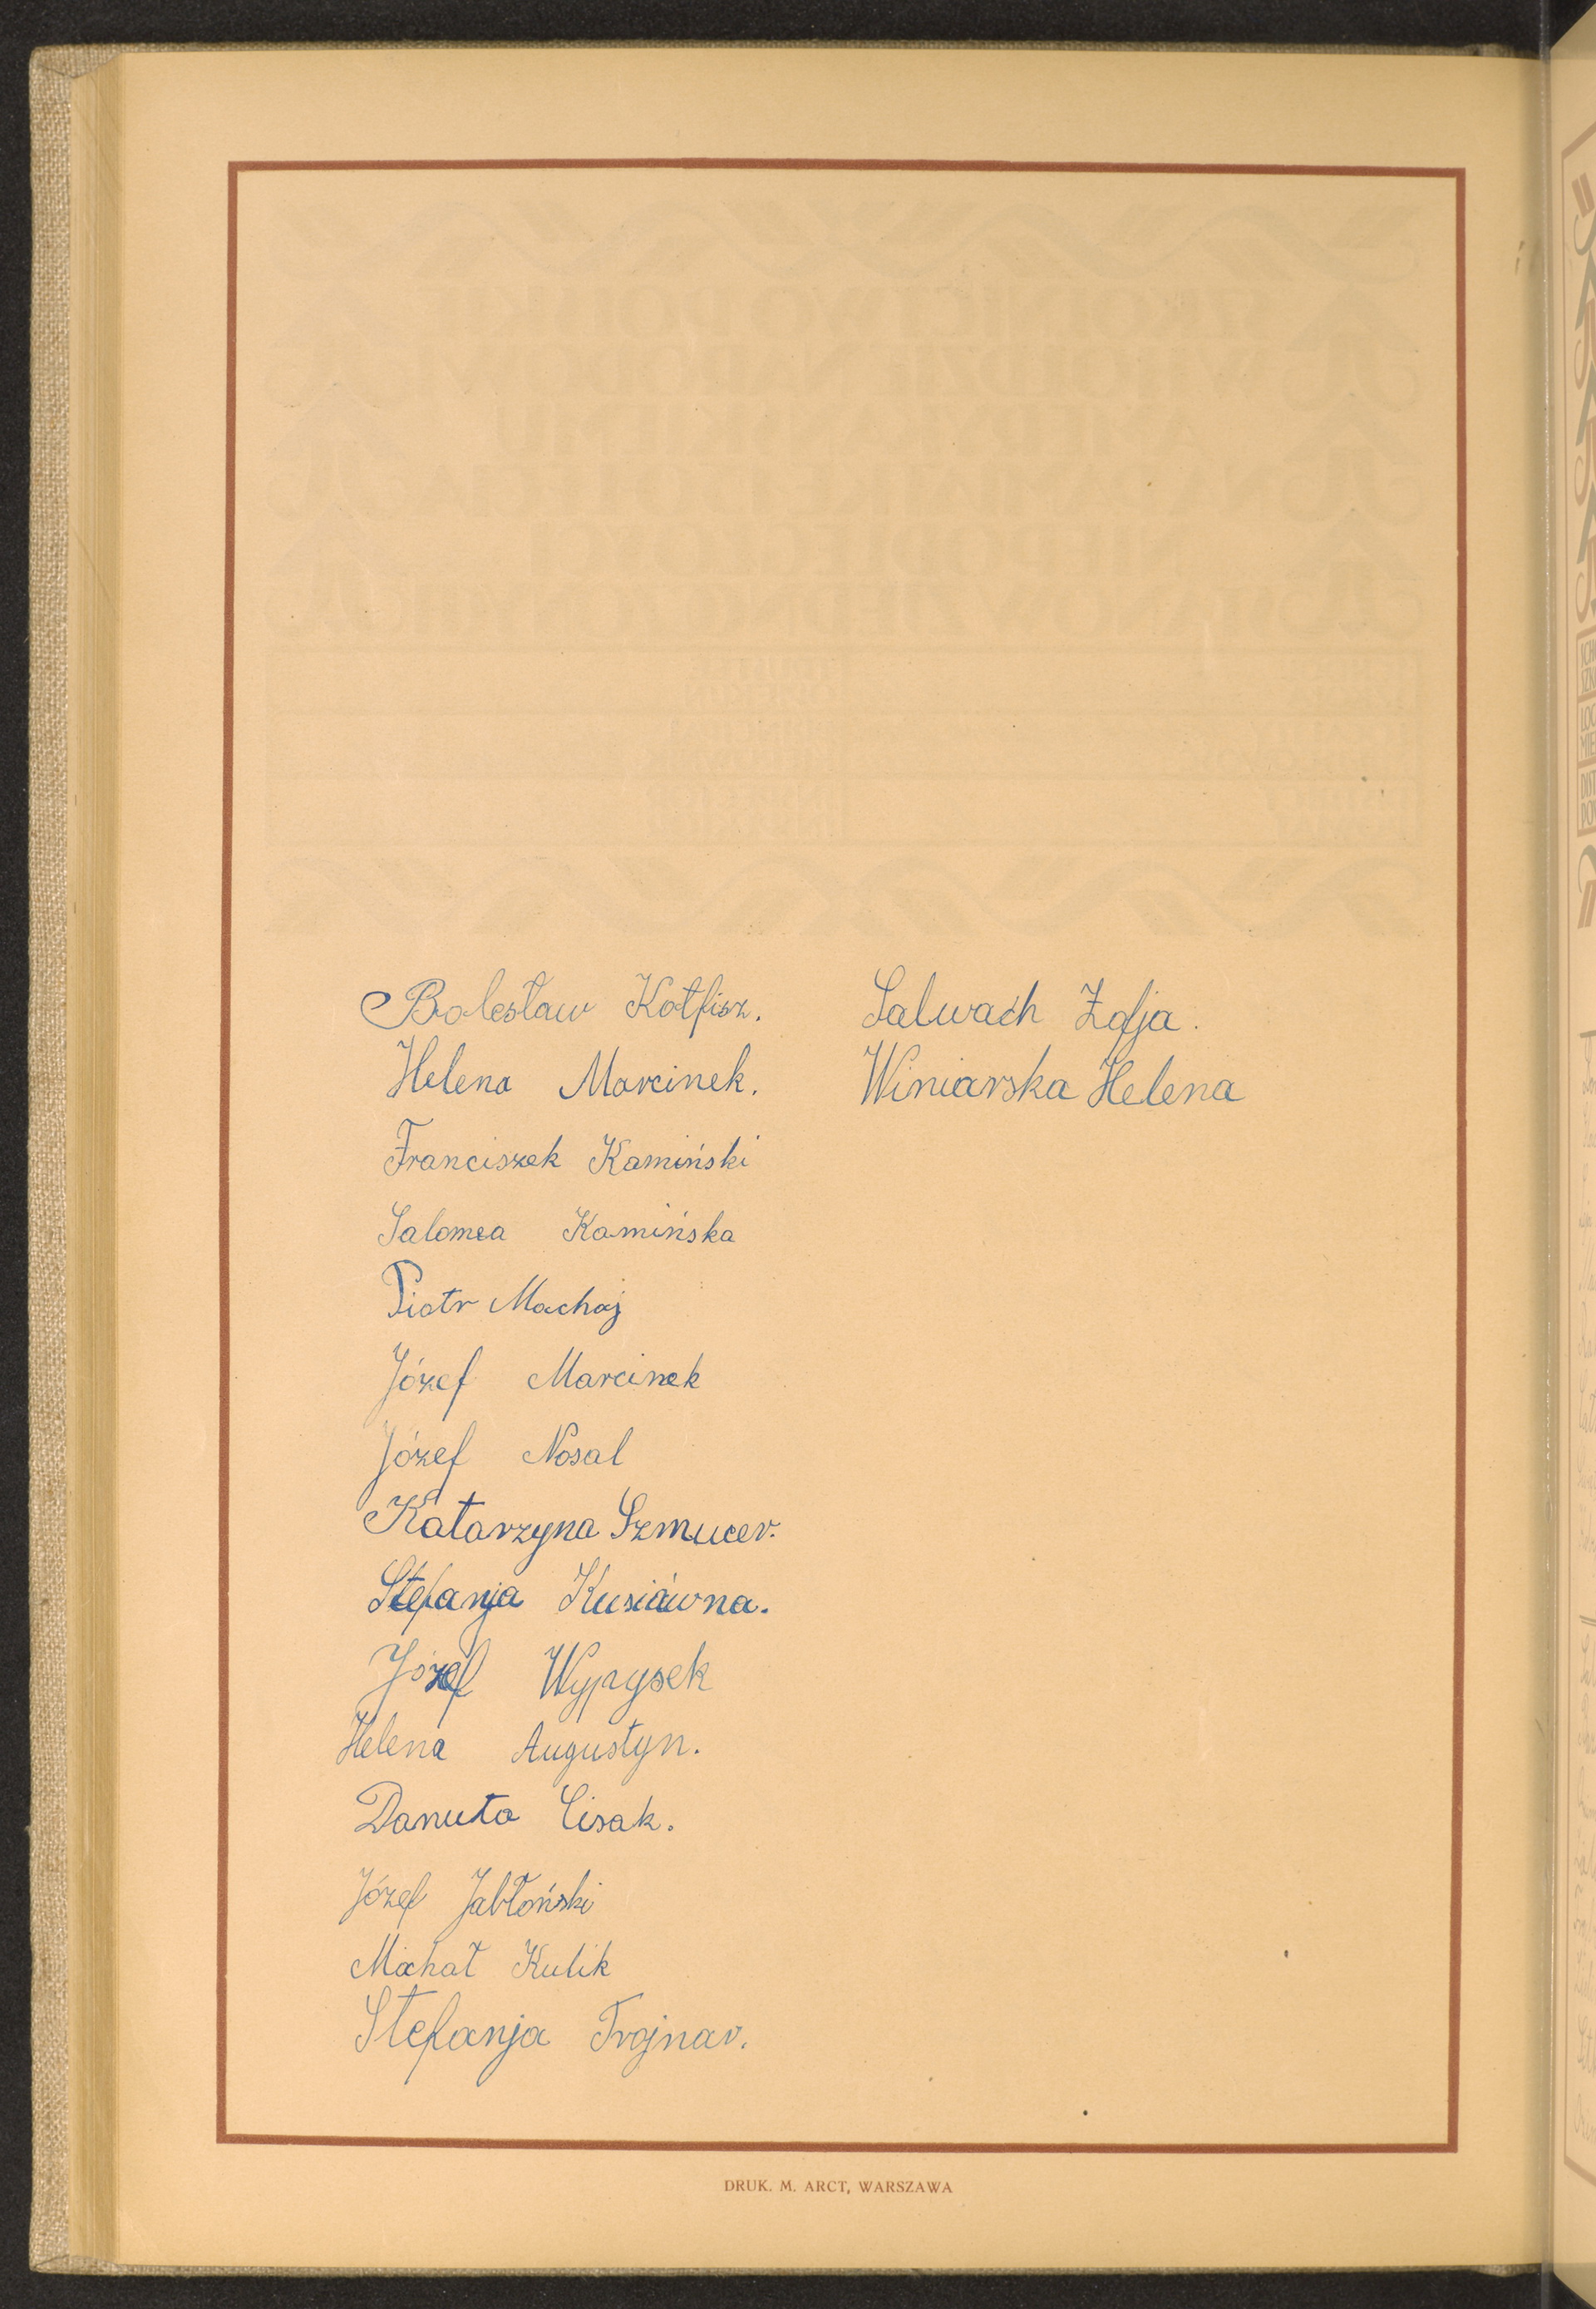 Bolesław Kotfisz.
Helena Marcinek.
Franciszek Kamiński
Salomea Kamińska
Piotr Machaj
Józef Marcinek
Józef Nosal
Katarzyna Szmucer.
Stefanja Kusiówna.
Józef Wyprysek
Helena Augustyn.
Danuta Cisak.
Józef Jabłoński
Michał Kulik
Stefanja Trojnar.
Salwach Zofja.
Winiarska Helena
DRUK. M. ARCT, WARSZAWA